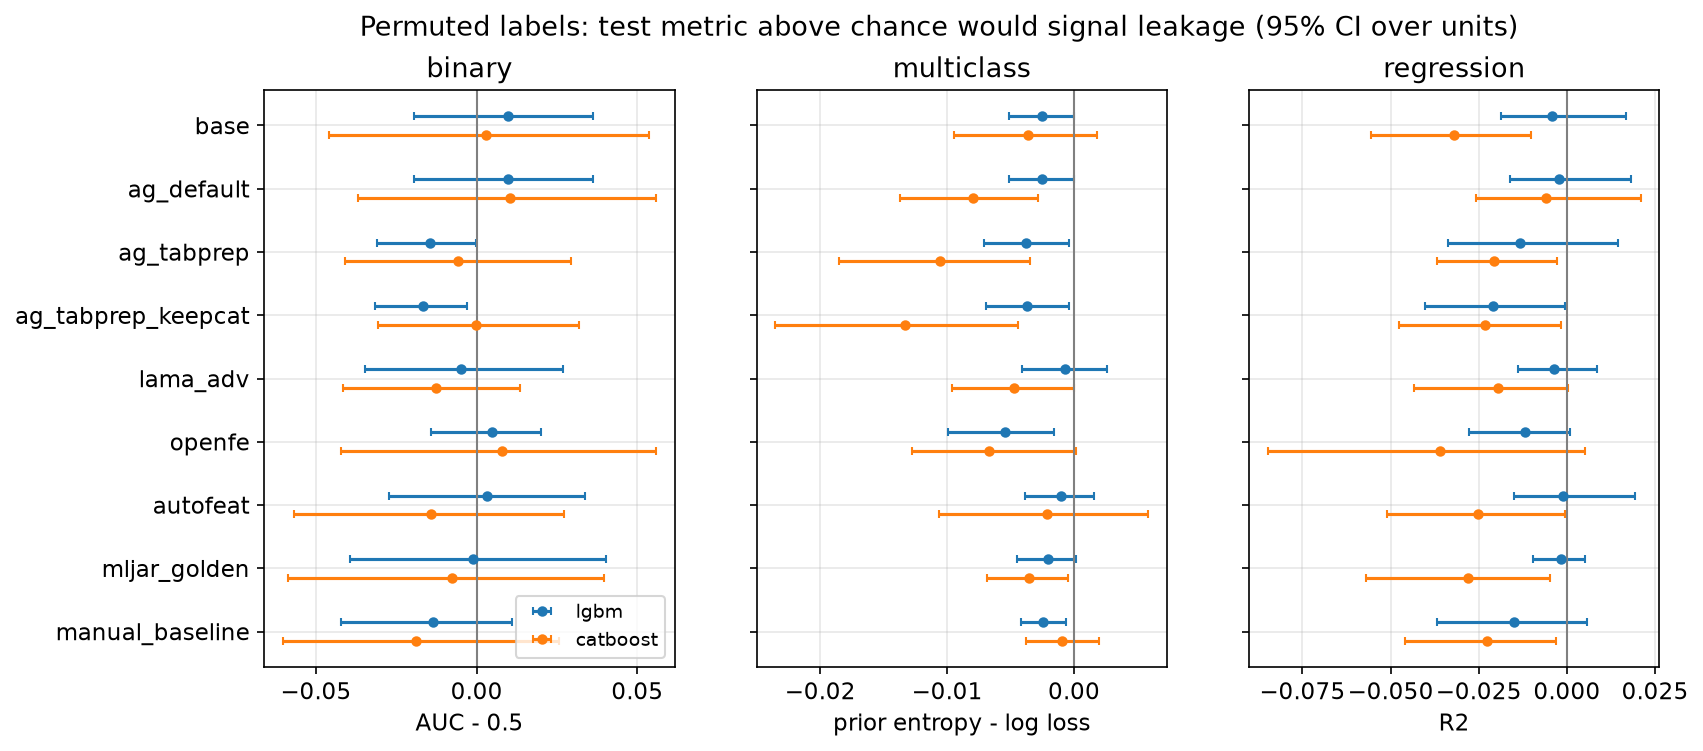 Permuted labels: test metric above chance would signal leakage (95% CI over units)
binary
multiclass
regression
base
ag_default
ag_tabprep
ag_tabprep_keepcat
lama_adv
openfe
autofeat
mljar_golden
manual_baseline
lgbm
catboost
−0.05 0.00 0.05
−0.02 −0.01 0.00
−0.075 −0.050 −0.025 0.000 0.025
AUC - 0.5
prior entropy - log loss
R2